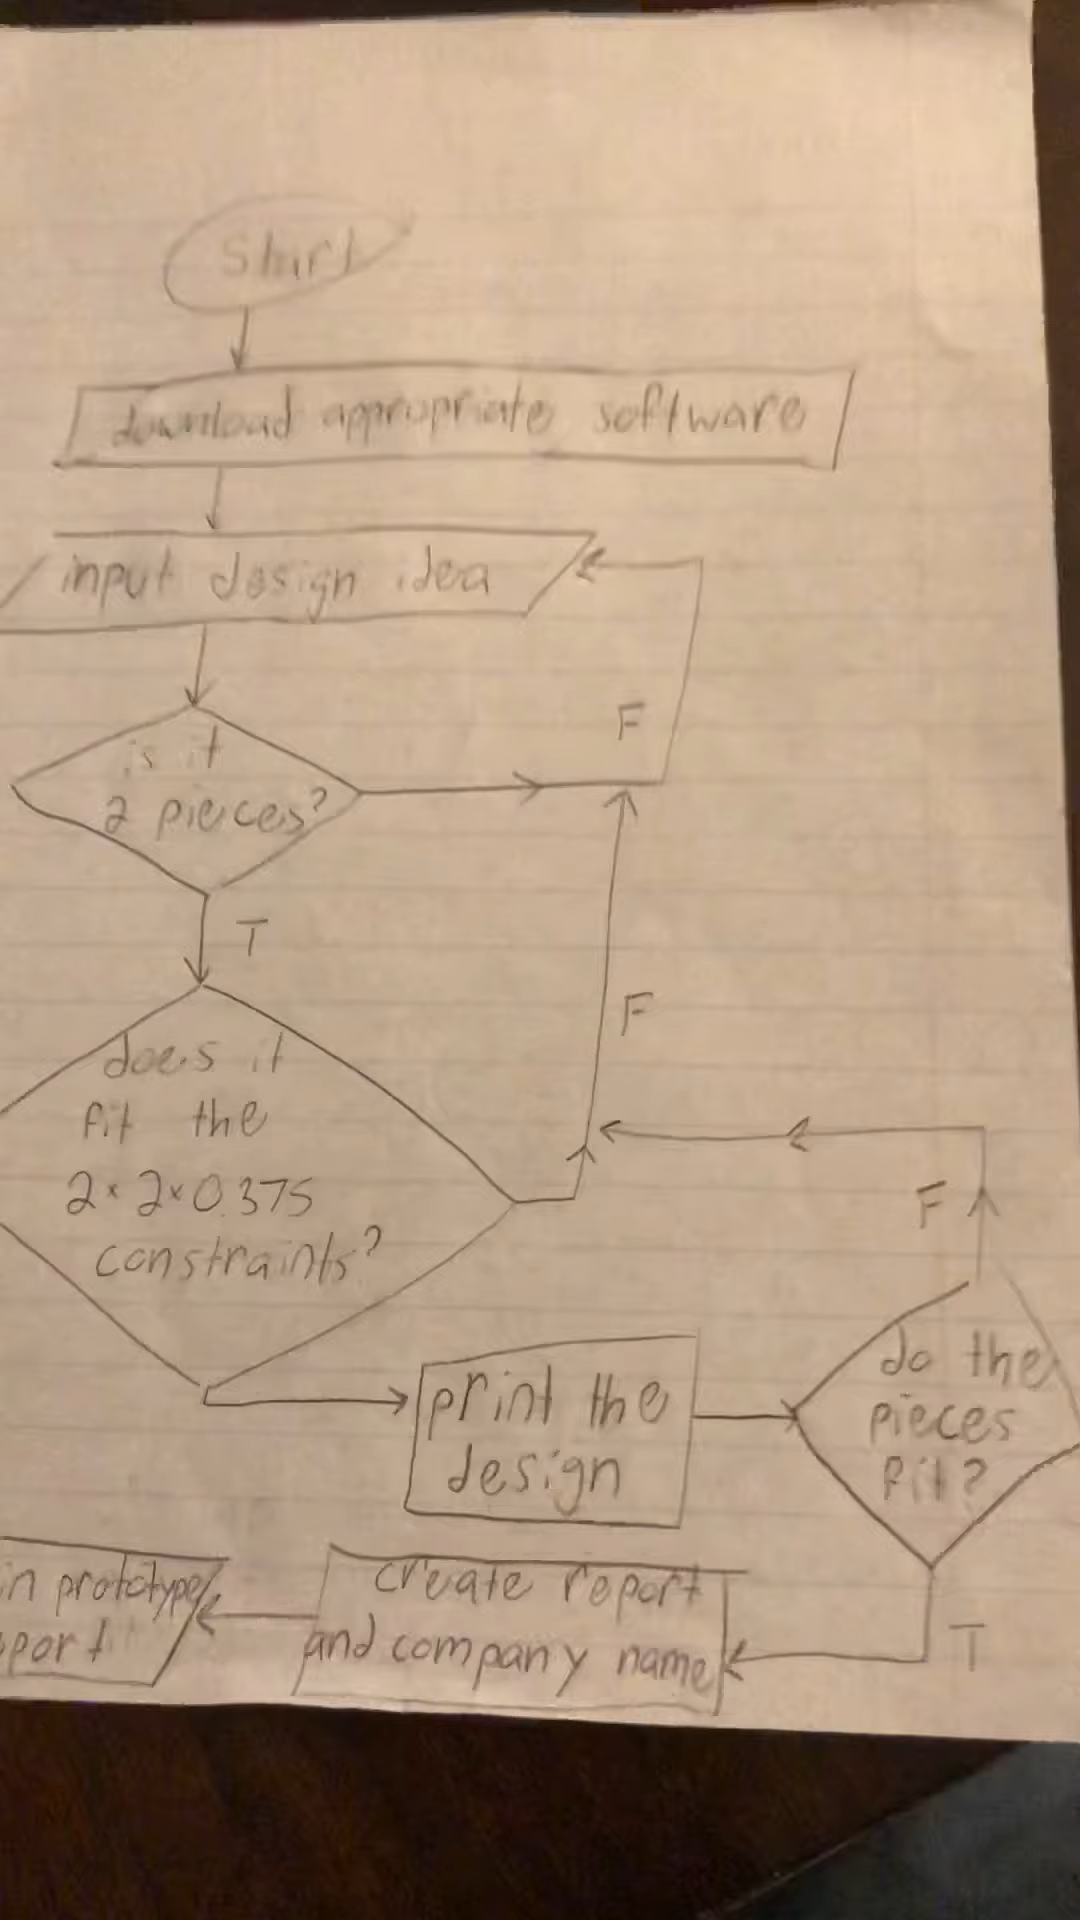 Start
download appropriate software
input design idea
is it
2 pieces?
F
T
does it
fit the
2 × 2 × 0.375
constraints?
F
F
print the
design
do the
pieces
fit?
T
create report
and company name
in prototype
port